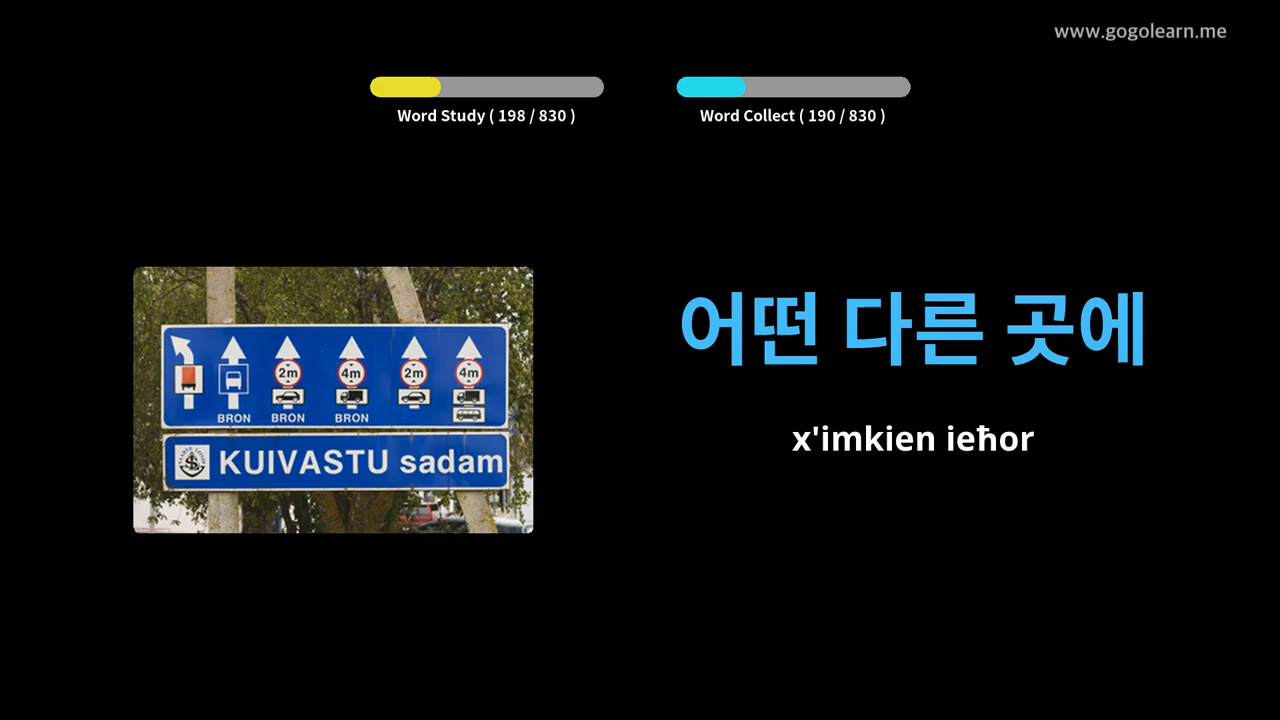 www.gogolearn.me
Word Study ( 198 / 830 )
Word Collect ( 190 / 830 )
어떤 다른 곳에
x'imkien ieħor
2m 4m 2m 4m
BRON BRON BRON
KUIVASTU sadam